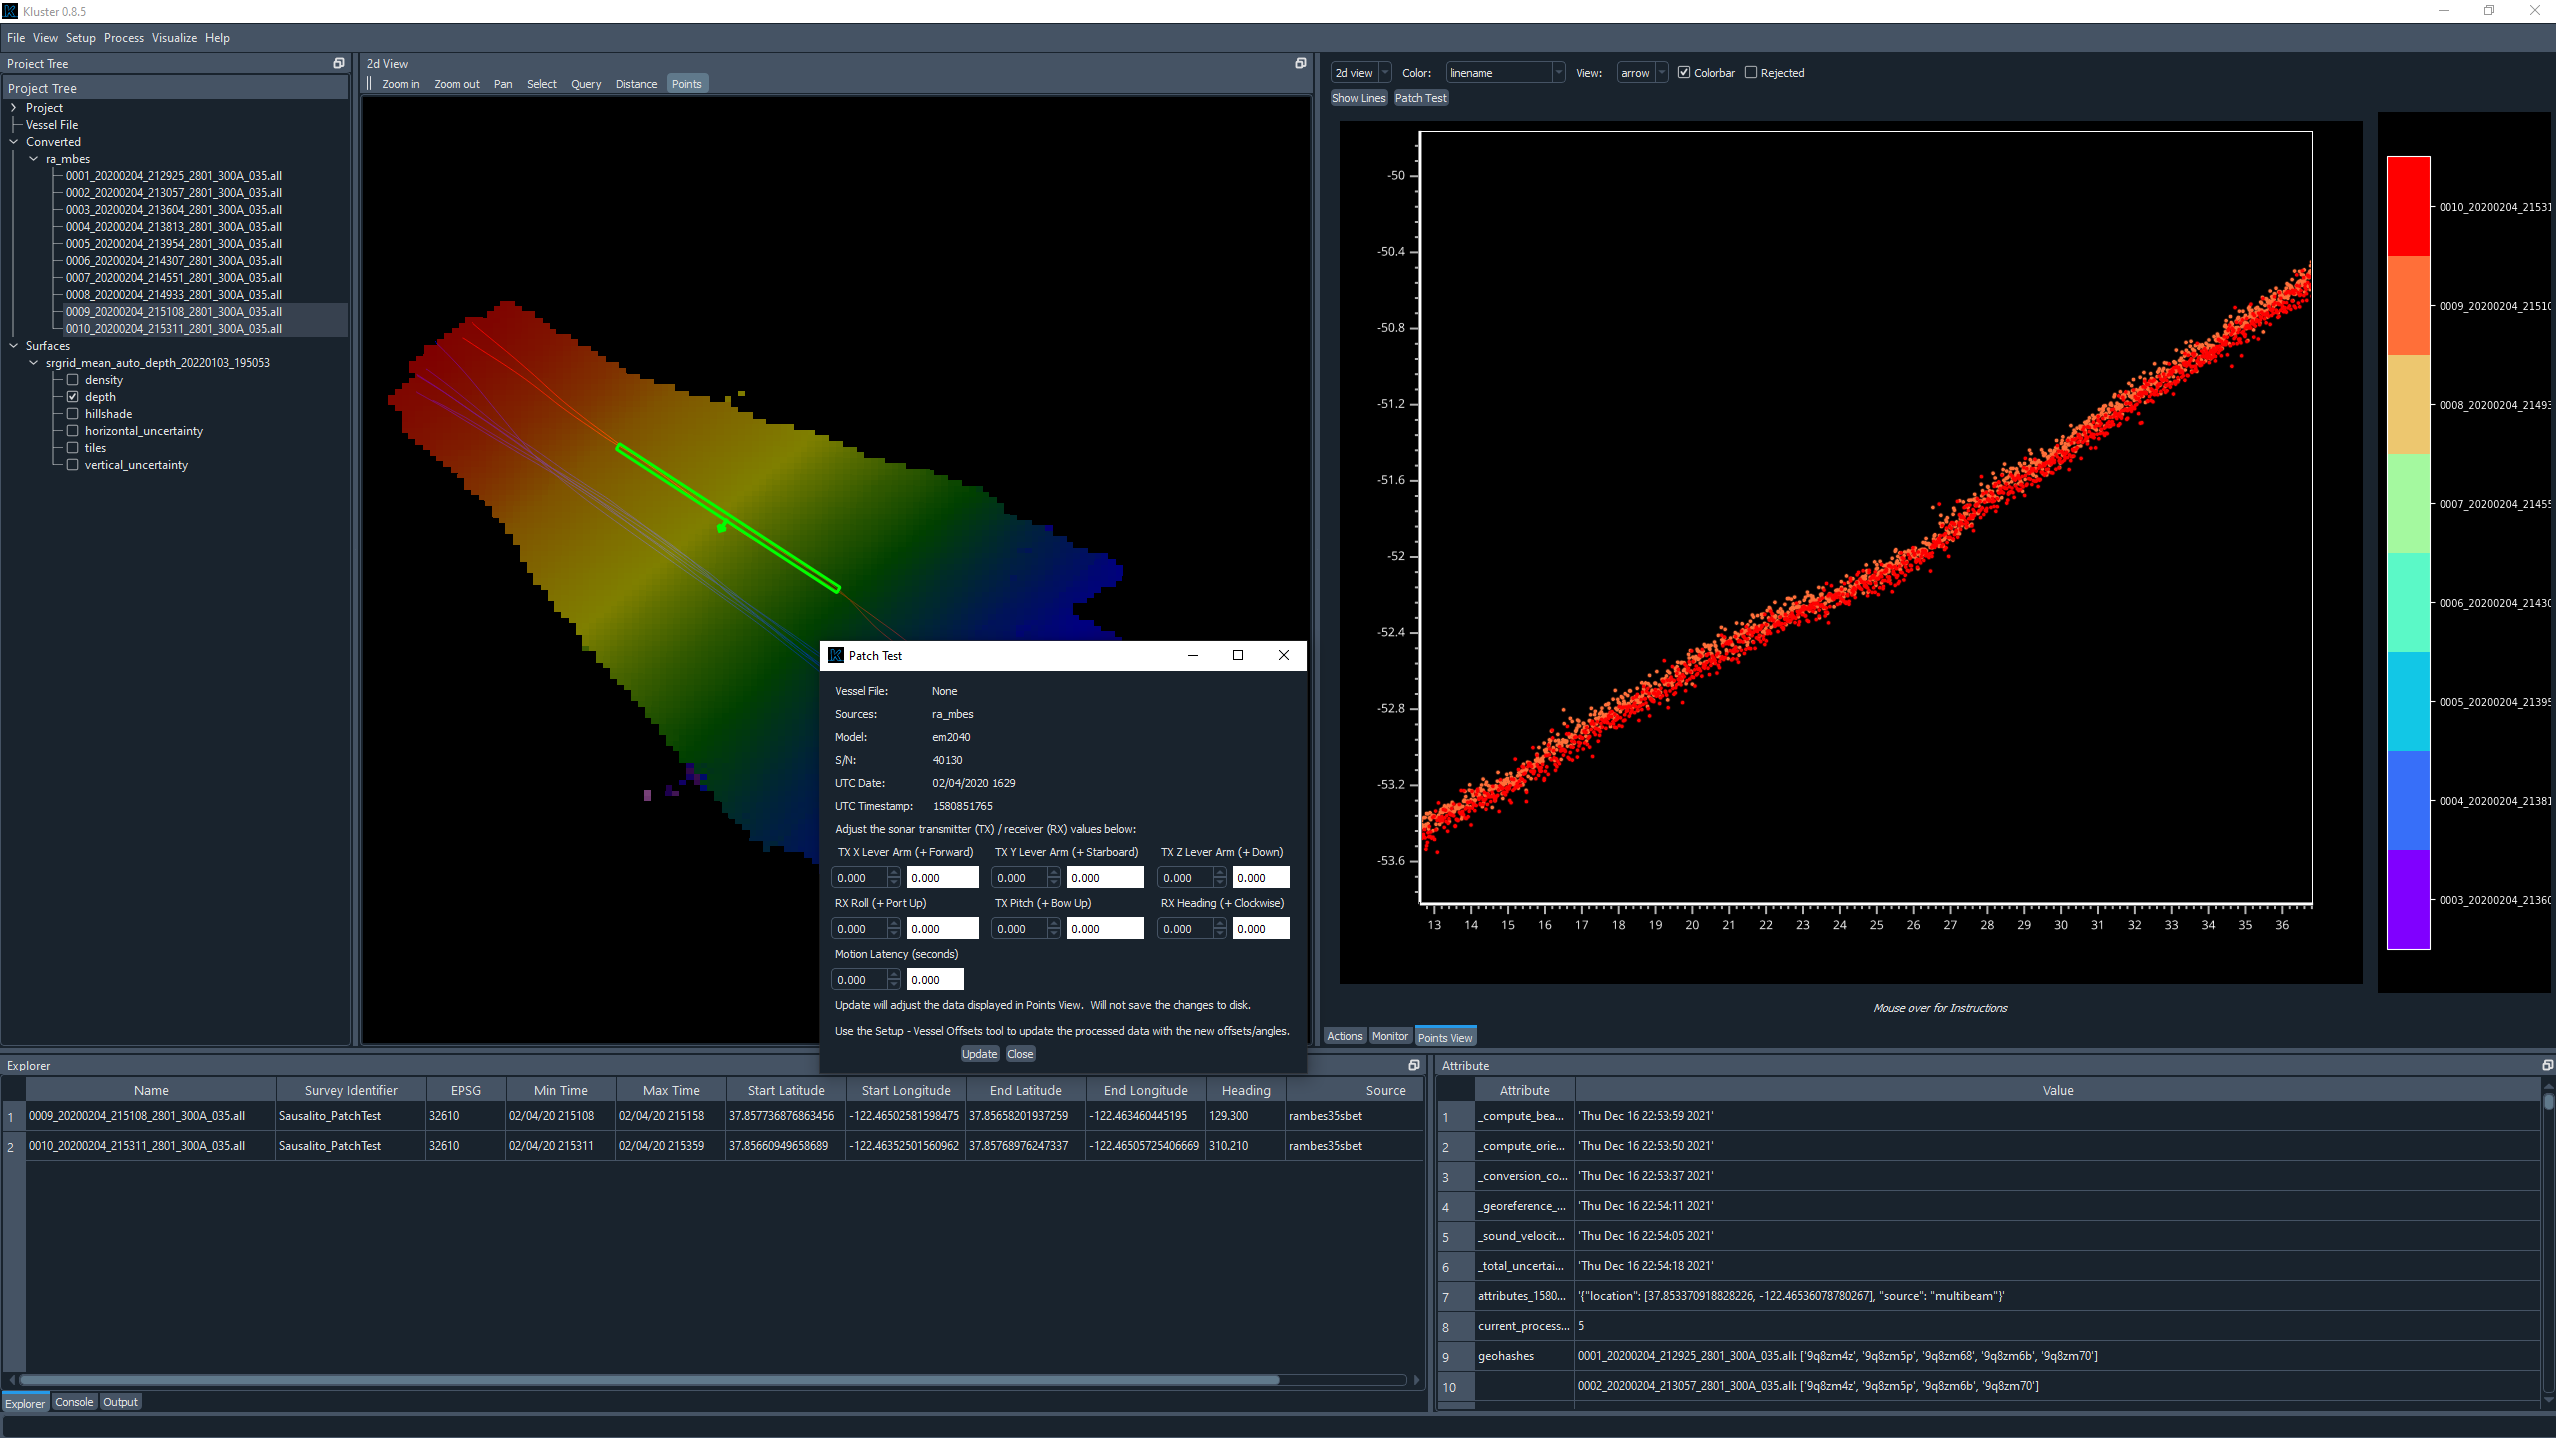 Kluster 0.8.5
File View Setup Process Visualize Help
Project Tree
Project Tree
Project
Vessel File
Converted
ra_mbes
0001_20200204_212925_2801_300A_035.all
0002_20200204_213057_2801_300A_035.all
0003_20200204_213604_2801_300A_035.all
0004_20200204_213813_2801_300A_035.all
0005_20200204_213954_2801_300A_035.all
0006_20200204_214307_2801_300A_035.all
0007_20200204_214551_2801_300A_035.all
0008_20200204_214933_2801_300A_035.all
0009_20200204_215108_2801_300A_035.all
0010_20200204_215311_2801_300A_035.all
Surfaces
srgrid_mean_auto_depth_20220103_195053
density
depth
hillshade
horizontal_uncertainty
tiles
vertical_uncertainty
2d View
Zoom in Zoom out Pan Select Query Distance Points
2d view Color: linename View: arrow Colorbar Rejected
Show Lines Patch Test
-50
-50.4
-50.8
-51.2
-51.6
-52
-52.4
-52.8
-53.2
-53.6
13 14 15 16 17 18 19 20 21 22 23 24 25 26 27 28 29 30 31 32 33 34 35 36
0010_20200204_21531
0009_20200204_21510
0008_20200204_21493
0007_20200204_21455
0006_20200204_21430
0005_20200204_21395
0004_20200204_21381
0003_20200204_21360
Mouse over for Instructions
Actions Monitor Points View
Patch Test
Vessel File: None
Sources: ra_mbes
Model: em2040
S/N: 40130
UTC Date: 02/04/2020 1629
UTC Timestamp: 1580851765
Adjust the sonar transmitter (TX) / receiver (RX) values below:
TX X Lever Arm (+ Forward) TX Y Lever Arm (+ Starboard) TX Z Lever Arm (+ Down)
0.000 0.000 0.000 0.000 0.000 0.000
RX Roll (+ Port Up) TX Pitch (+ Bow Up) RX Heading (+ Clockwise)
0.000 0.000 0.000 0.000 0.000 0.000
Motion Latency (seconds)
0.000 0.000
Update will adjust the data displayed in Points View. Will not save the changes to disk.
Use the Setup - Vessel Offsets tool to update the processed data with the new offsets/angles.
Update Close
Explorer
Name Survey Identifier EPSG Min Time Max Time Start Latitude Start Longitude End Latitude End Longitude Heading Source
1 0009_20200204_215108_2801_300A_035.all Sausalito_PatchTest 32610 02/04/20 215108 02/04/20 215158 37.857736876863456 -122.46502581598475 37.85658201937259 -122.463460445195 129.300 rambes35sbet
2 0010_20200204_215311_2801_300A_035.all Sausalito_PatchTest 32610 02/04/20 215311 02/04/20 215359 37.85660949658689 -122.46352501560962 37.85768976247337 -122.46505725406669 310.210 rambes35sbet
Explorer Console Output
Attribute
Attribute Value
1 _compute_bea... 'Thu Dec 16 22:53:59 2021'
2 _compute_orie... 'Thu Dec 16 22:53:50 2021'
3 _conversion_co... 'Thu Dec 16 22:53:37 2021'
4 _georeference_... 'Thu Dec 16 22:54:11 2021'
5 _sound_velocit... 'Thu Dec 16 22:54:05 2021'
6 _total_uncertai... 'Thu Dec 16 22:54:18 2021'
7 attributes_1580... '{"location": [37.853370918828226, -122.46536078780267], "source": "multibeam"}'
8 current_process... 5
9 geohashes 0001_20200204_212925_2801_300A_035.all: ['9q8zm4z', '9q8zm5p', '9q8zm68', '9q8zm6b', '9q8zm70']
10 0002_20200204_213057_2801_300A_035.all: ['9q8zm4z', '9q8zm5p', '9q8zm6b', '9q8zm70']